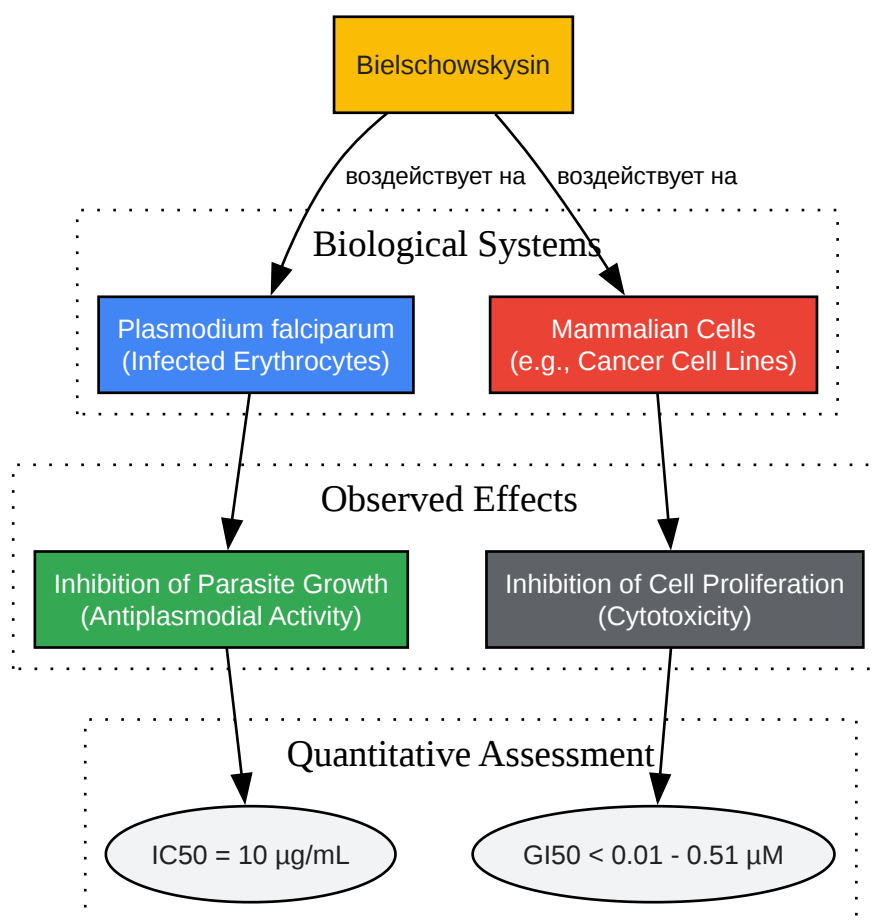 Bielschowskysin
воздействует на воздействует на
Biological Systems
Plasmodium falciparum
(Infected Erythrocytes)
Mammalian Cells
(e.g., Cancer Cell Lines)
Observed Effects
Inhibition of Parasite Growth
(Antiplasmodial Activity)
Inhibition of Cell Proliferation
(Cytotoxicity)
Quantitative Assessment
IC50 = 10 µg/mL
GI50 < 0.01 - 0.51 µM